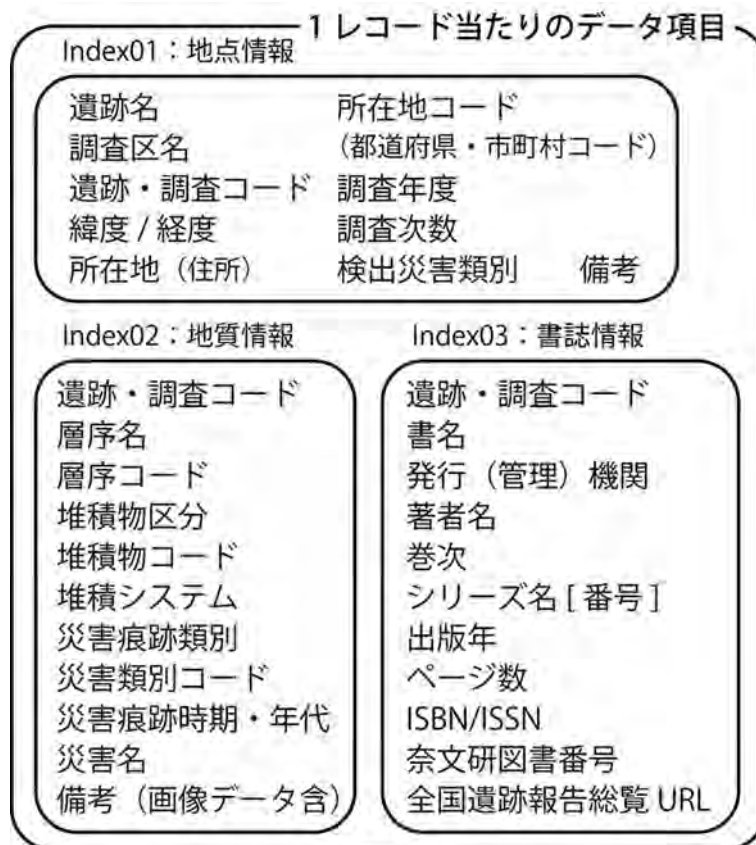 1 レコード当たりのデータ項目
Index01：地点情報
遺跡名　所在地コード
調査区名　（都道府県・市町村コード）
遺跡・調査コード　調査年度
緯度 / 経度　調査次数
所在地（住所）　検出災害類別　備考
Index02：地質情報
遺跡・調査コード
層序名
層序コード
堆積物区分
堆積物コード
堆積システム
災害痕跡類別
災害類別コード
災害痕跡時期・年代
災害名
備考（画像データ含）
Index03：書誌情報
遺跡・調査コード
書名
発行（管理）機関
著者名
巻次
シリーズ名 [ 番号 ]
出版年
ページ数
ISBN/ISSN
奈文研図書番号
全国遺跡報告総覧 URL